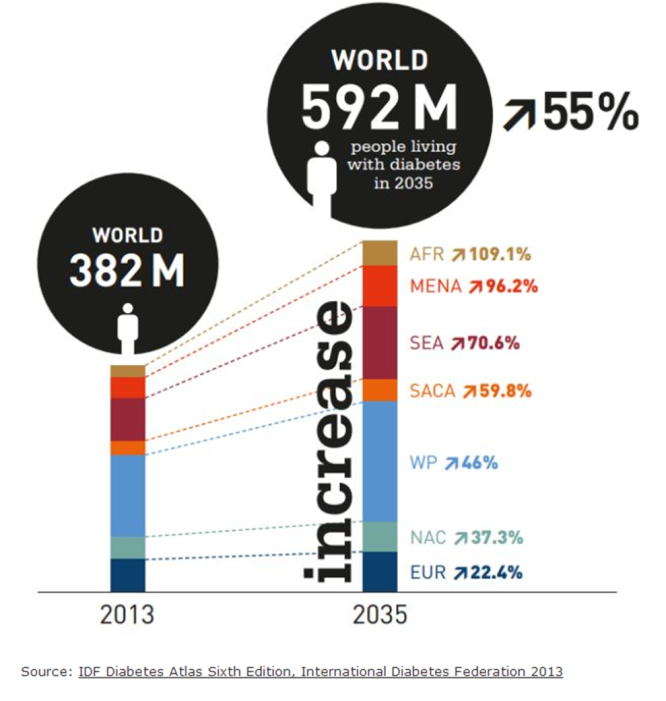 WORLD
592 M
people living
with diabetes
in 2035
↗55%
WORLD
382 M
increase
AFR ↗109.1%
MENA ↗96.2%
SEA ↗70.6%
SACA ↗59.8%
WP ↗46%
NAC ↗37.3%
EUR ↗22.4%
2013
2035
Source: IDF Diabetes Atlas Sixth Edition, International Diabetes Federation 2013